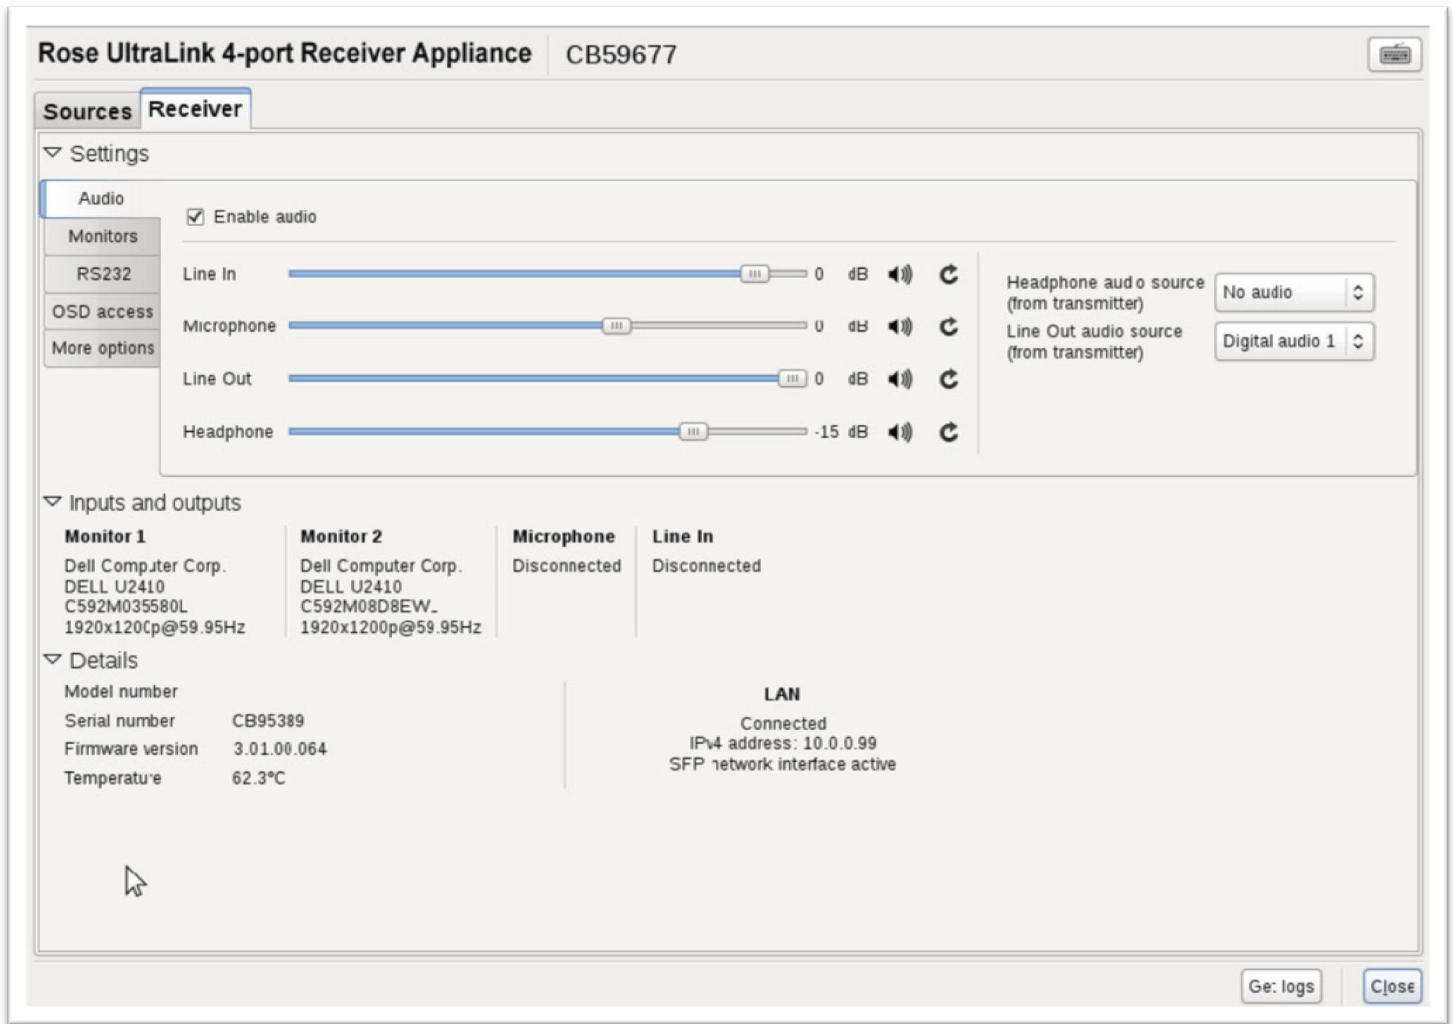 Rose UltraLink 4-port Receiver Appliance CB59677
Sources Receiver
Settings
Audio
Monitors
RS232
OSD access
More options
Enable audio
Line In 0 dB
Microphone 0 dB
Line Out 0 dB
Headphone -15 dB
Headphone audio source
(from transmitter)
No audio
Line Out audio source
(from transmitter)
Digital audio 1
Inputs and outputs
Monitor 1
Dell Computer Corp.
DELL U2410
C592M035580L
1920x1200p@59.95Hz
Monitor 2
Dell Computer Corp.
DELL U2410
1920x1200p@59.95Hz
Microphone
Disconnected
Line In
Disconnected
Details
Model number
Serial number CB95389
Firmware version 3.01.00.064
Temperature 62.3°C
LAN
Connected
IPv4 address: 10.0.0.99
SFP network interface active
Get logs
Close